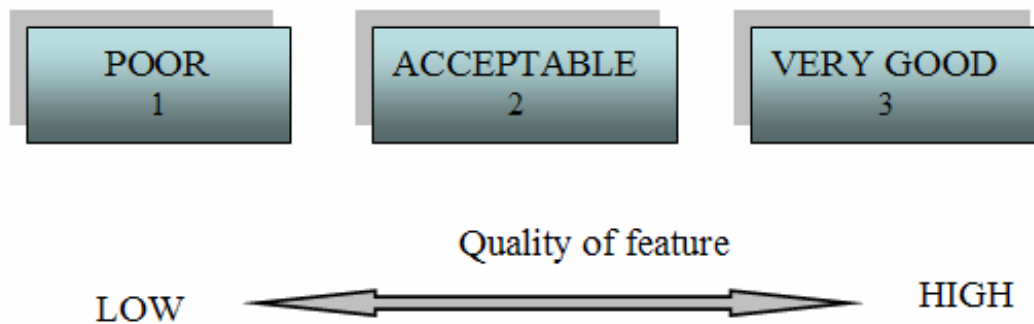 POOR
1
ACCEPTABLE
2
VERY GOOD
3
Quality of feature
LOW
HIGH